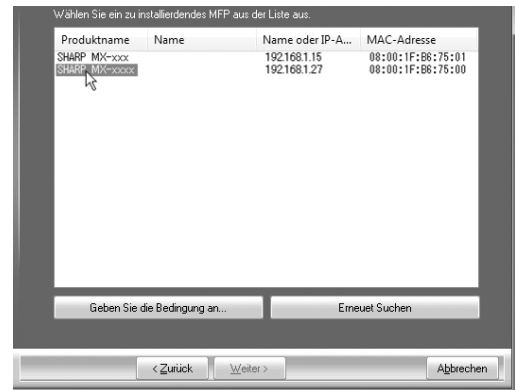 Wählen Sie ein zu installierdendes MFP aus der Liste aus.
Produktname Name Name oder IP-A... MAC-Adresse
SHARP MX-xxx 192.168.1.15 08:00:1F:B6:75:01
SHARP MX-xxxx 192.168.1.27 08:00:1F:B6:75:00
Geben Sie die Bedingung an... Erneuet Suchen
< Zurück Weiter > Abbrechen